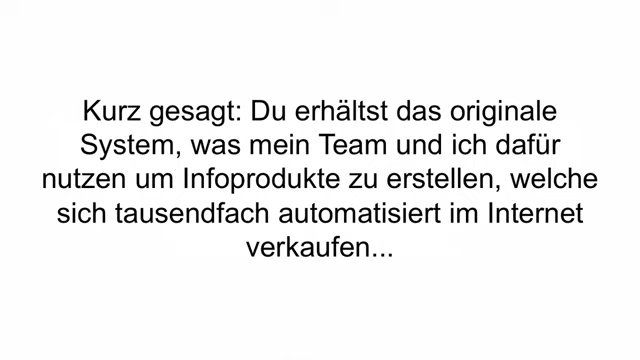 Kurz gesagt: Du erhältst das originale
System, was mein Team und ich dafür
nutzen um Infoprodukte zu erstellen, welche
sich tausendfach automatisiert im Internet
verkaufen...